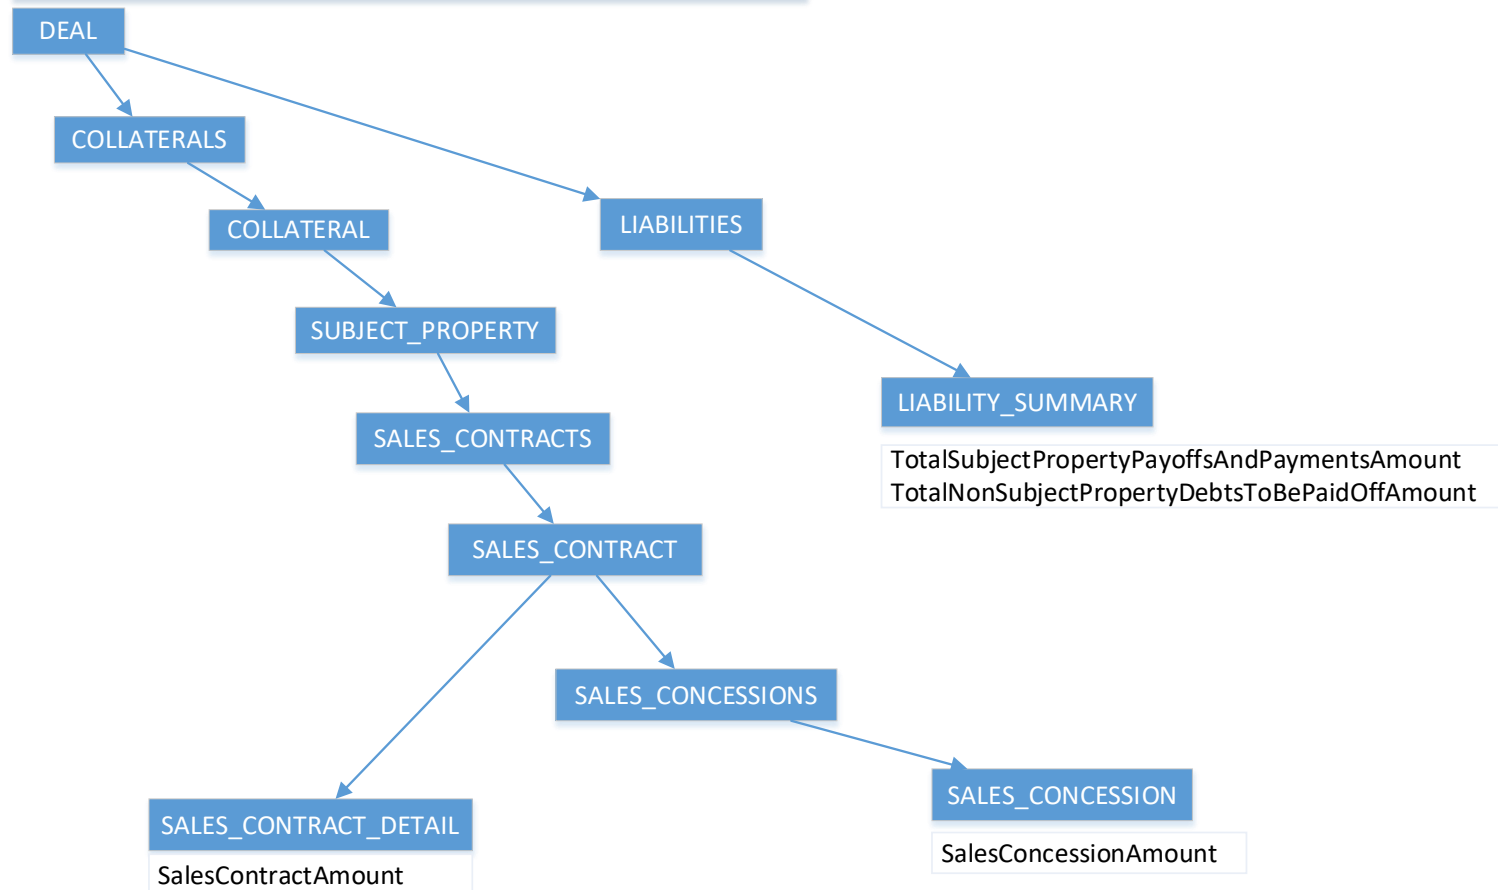 DEAL
COLLATERALS
COLLATERAL
LIABILITIES
SUBJECT_PROPERTY
LIABILITY_SUMMARY
TotalSubjectPropertyPayoffsAndPaymentsAmount
TotalNonSubjectPropertyDebtsToBePaidOffAmount
SALES_CONTRACTS
SALES_CONTRACT
SALES_CONCESSIONS
SALES_CONCESSION
SalesConcessionAmount
SALES_CONTRACT_DETAIL
SalesContractAmount